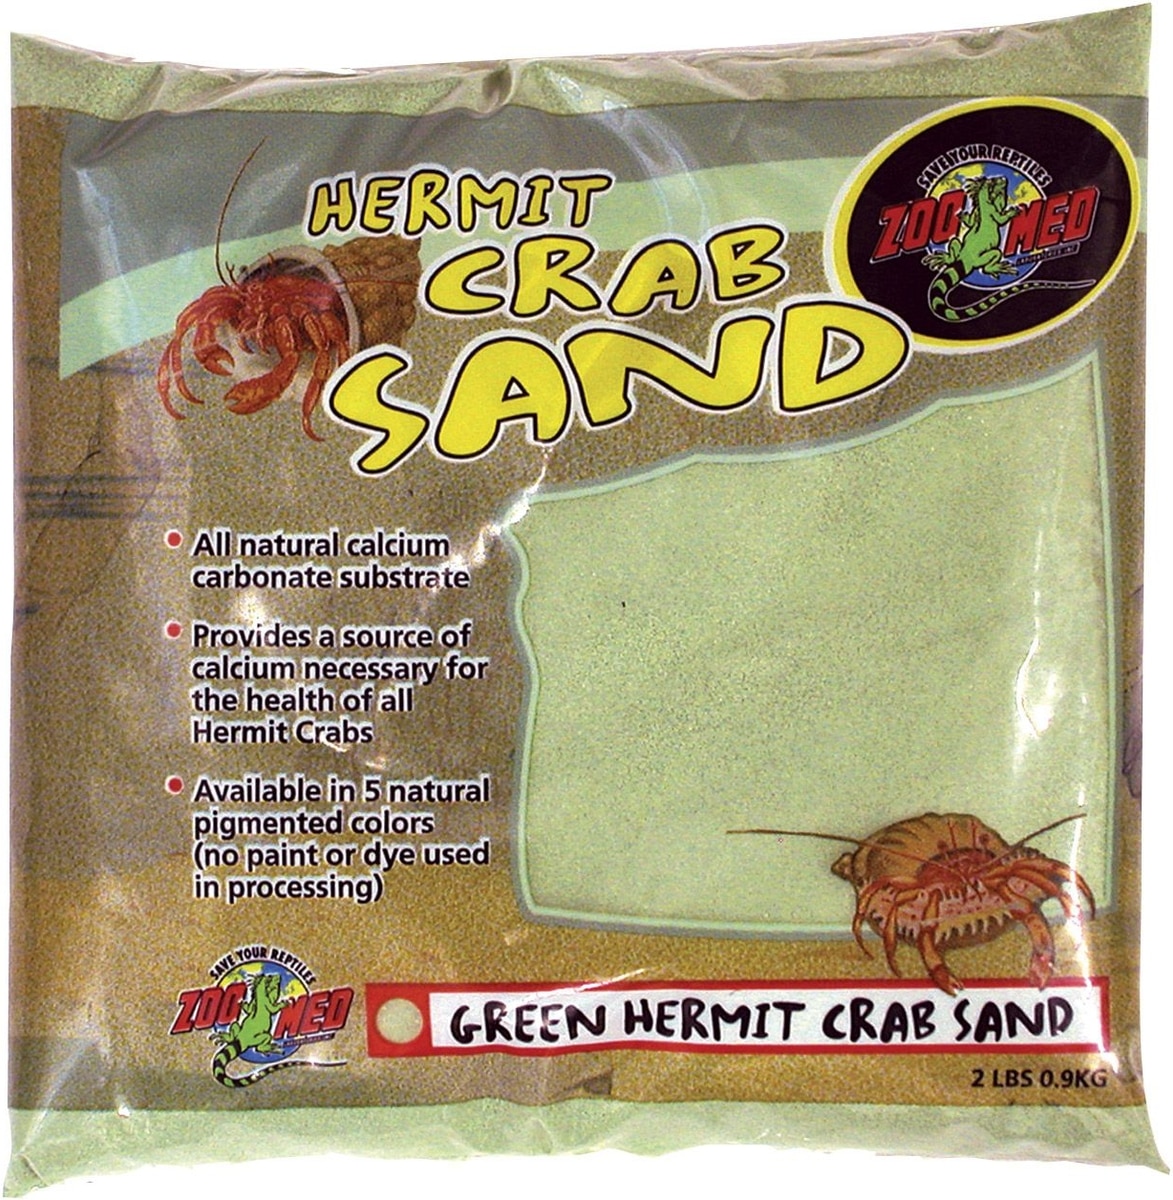 SAVE YOUR REPTILES
ZOO MED
HERMIT
CRAB
SAND
All natural calcium
carbonate substrate
Provides a source of
calcium necessary for
the health of all
Hermit Crabs
Available in 5 natural
pigmented colors
(no paint or dye used
in processing)
SAVE YOUR REPTILES
ZOO MED
GREEN HERMIT CRAB SAND
2 LBS 0.9KG